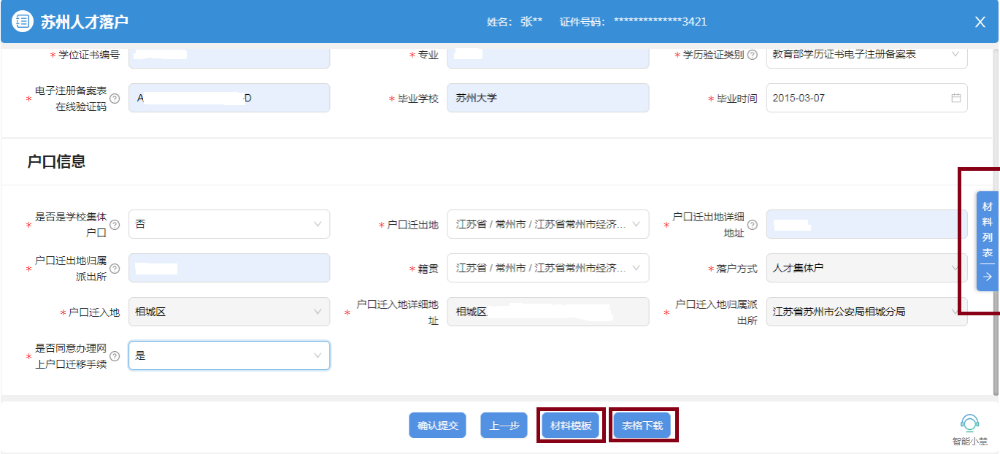 苏州人才落户
姓名： 张** 证件号码： **************3421
* 学位证书编号
* 专业
* 学历验证类别 ? 教育部学历证书电子注册备案表
* 电子注册备案表在线验证码 ? A D
* 毕业学校 苏州大学
* 毕业时间 2015-03-07
户口信息
* 是否是学校集体户口 ? 否
* 户口迁出地 江苏省 / 常州市 / 江苏省常州市经济...
* 户口迁出地详细地址 ?
* 户口迁出地归属派出所 ?
* 籍贯 江苏省 / 常州市 / 江苏省常州市经济...
* 落户方式 人才集体户
* 户口迁入地 相城区
* 户口迁入地详细地址 相城区
* 户口迁入地归属派出所 江苏省苏州市公安局相城分局
* 是否同意办理网上户口迁移手续 ? 是
材料列表
确认提交 上一步 材料模板 表格下载
智能小慧